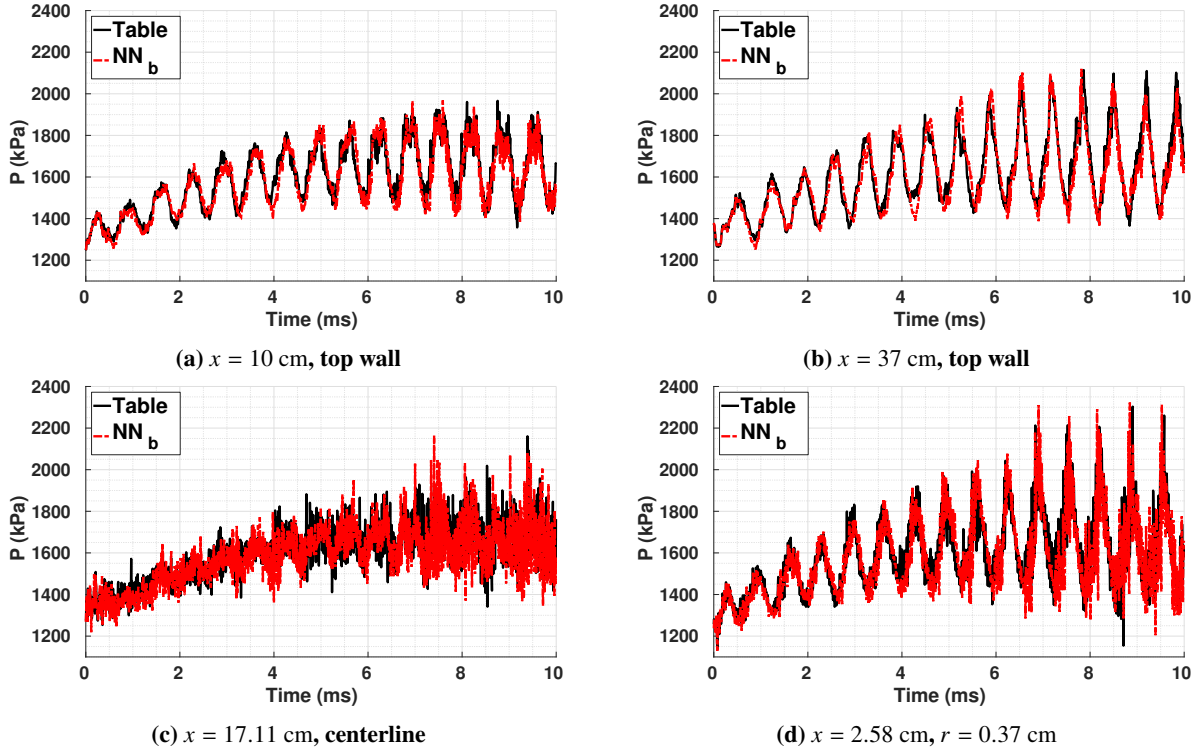 2400
2200
2000
1800
1600
1400
1200
P (kPa)
Table
NN b
0 2 4 6 8 10
Time (ms)
(a) x = 10 cm, top wall
2400
2200
2000
1800
1600
1400
1200
P (kPa)
Table
NN b
0 2 4 6 8 10
Time (ms)
(b) x = 37 cm, top wall
2400
2200
2000
1800
1600
1400
1200
P (kPa)
Table
NN b
0 2 4 6 8 10
Time (ms)
(c) x = 17.11 cm, centerline
2400
2200
2000
1800
1600
1400
1200
P (kPa)
Table
NN b
0 2 4 6 8 10
Time (ms)
(d) x = 2.58 cm, r = 0.37 cm